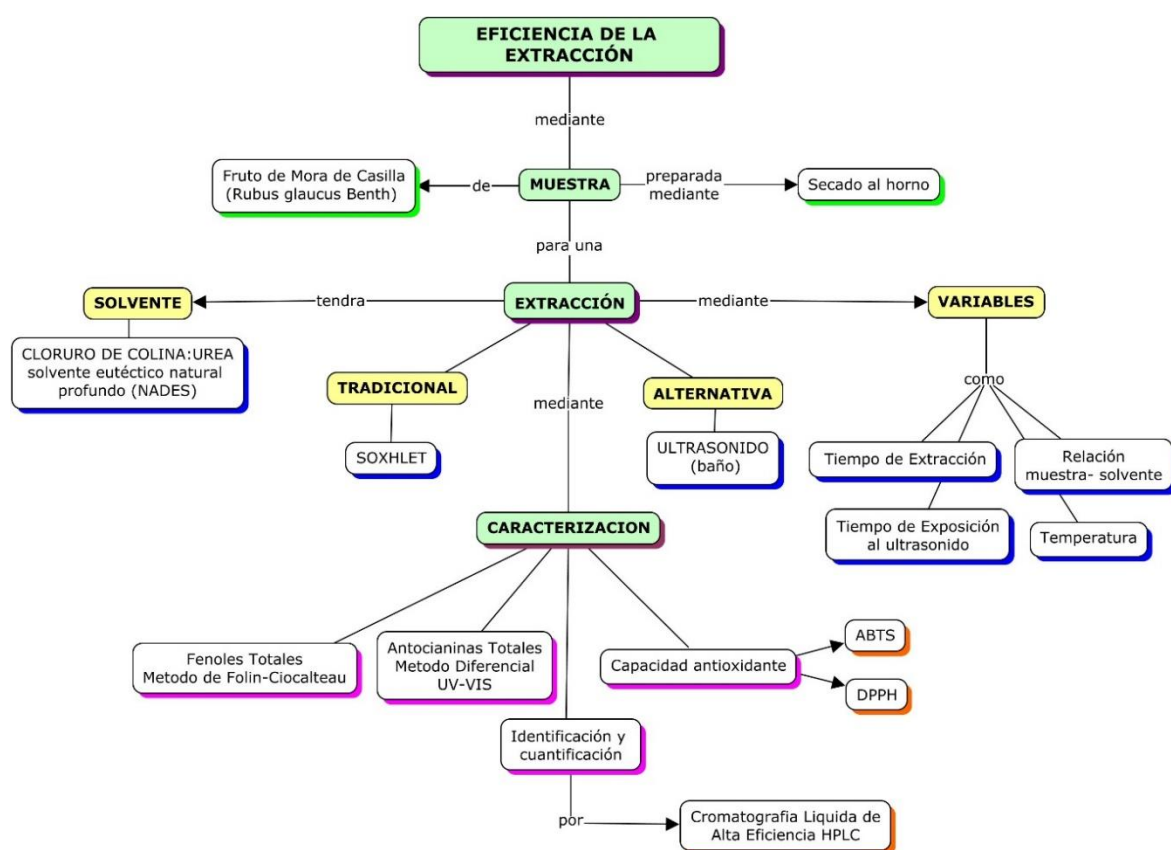 EFICIENCIA DE LA
EXTRACCIÓN
mediante
Fruto de Mora de Casilla
(Rubus glaucus Benth)
de
MUESTRA
preparada
mediante
Secado al horno
para una
SOLVENTE
tendra
EXTRACCIÓN
mediante
VARIABLES
CLORURO DE COLINA:UREA
solvente eutéctico natural
profundo (NADES)
TRADICIONAL
mediante
ALTERNATIVA
como
SOXHLET
ULTRASONIDO
(baño)
Tiempo de Extracción
Relación
muestra- solvente
Tiempo de Exposición
al ultrasonido
Temperatura
CARACTERIZACION
Fenoles Totales
Metodo de Folin-Ciocalteau
Antocianinas Totales
Metodo Diferencial
UV-VIS
Capacidad antioxidante
ABTS
DPPH
Identificación y
cuantificación
por
Cromatografia Liquida de
Alta Eficiencia HPLC